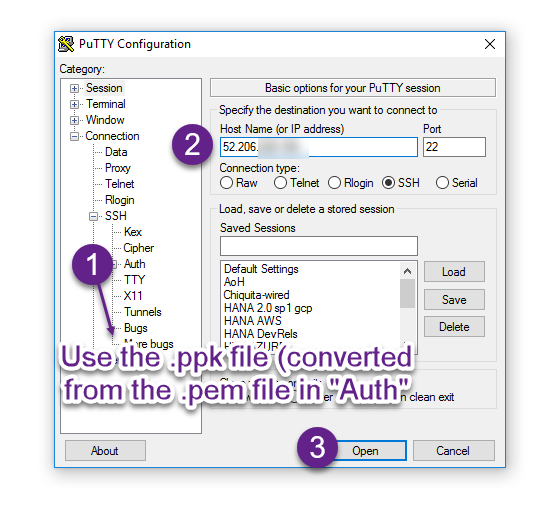 PuTTY Configuration
Category:
Session
Terminal
Window
Connection
Data
Proxy
Telnet
Rlogin
SSH
Kex
Cipher
Auth
TTY
X11
Tunnels
Bugs
More bugs
Basic options for your PuTTY session
Specify the destination you want to connect to
Host Name (or IP address) Port
52.206. 22
Connection type:
Raw Telnet Rlogin SSH Serial
Load, save or delete a stored session
Saved Sessions
Default Settings
AoH
Chiquita-wired
HANA 2.0 sp1 gcp
HANA AWS
HANA DevRels
Load
Save
Delete
clean exit
About Open Cancel
1
2
3
Use the .ppk file (converted
from the .pem file in "Auth"